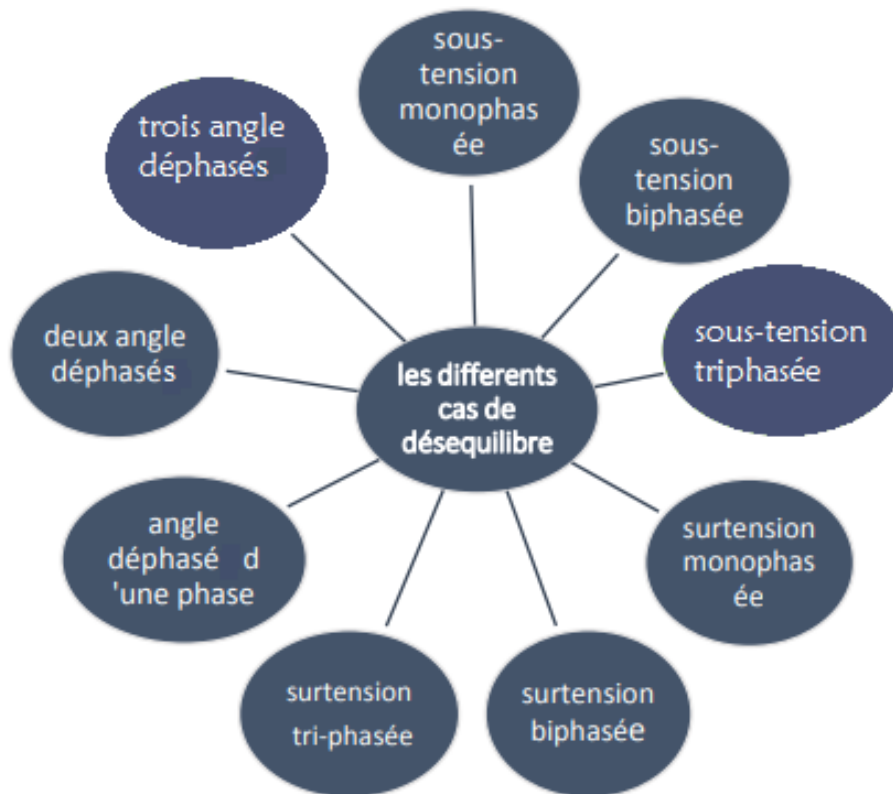 les differents
cas de
désequilibre
sous-
tension
monophas
ée
sous-
tension
biphasée
sous-tension
triphasée
surtension
monophas
ée
surtension
biphasée
surtension
tri-phasée
angle
déphasé d
'une phase
deux angle
déphasés
trois angle
déphasés